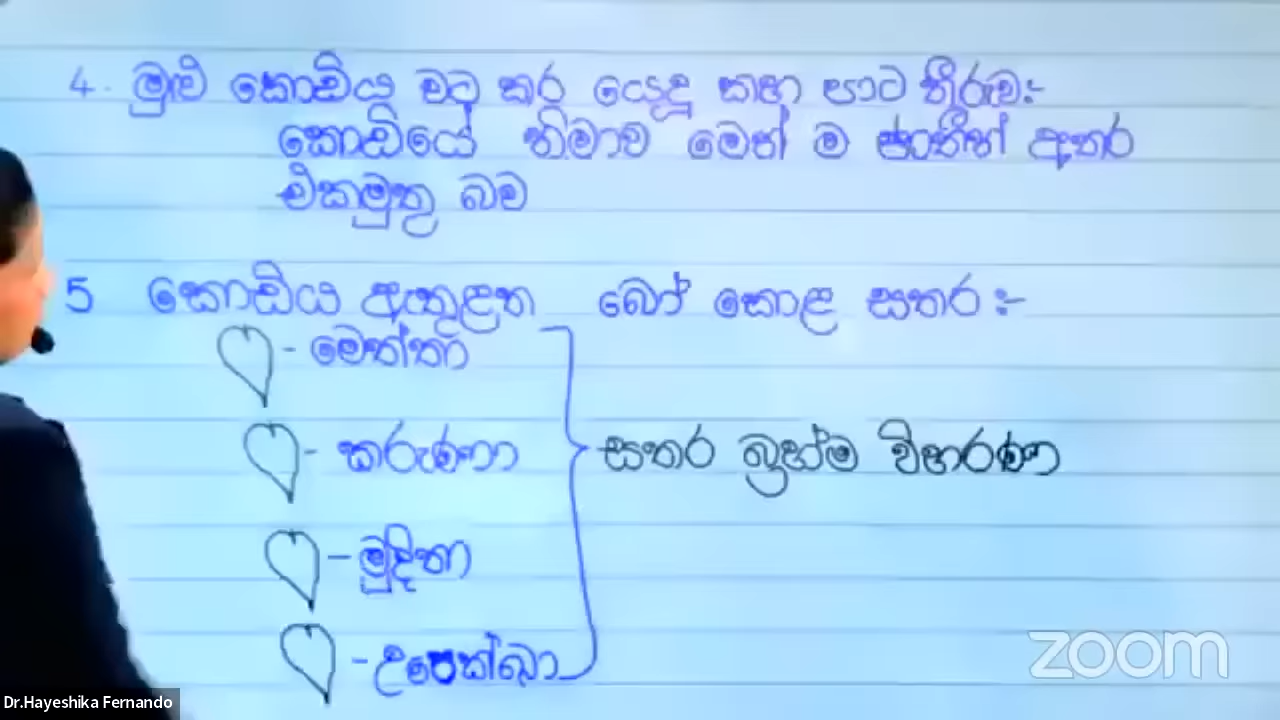 4. මුළු කොඩිය වට කර යෙදූ කහ පාට තීරුව:-
කොඩියේ නිමාව මෙන් ම ජාතීන් අතර
එකමුතු බව
5 කොඩිය ඇතුළත බෝ කොළ සතර :-
- මෙත්තා
- කරුණා
සතර බ්‍රහ්ම විහරණ
- මුදිතා
- උපෙක්ඛා
zoom
Dr.Hayeshika Fernando